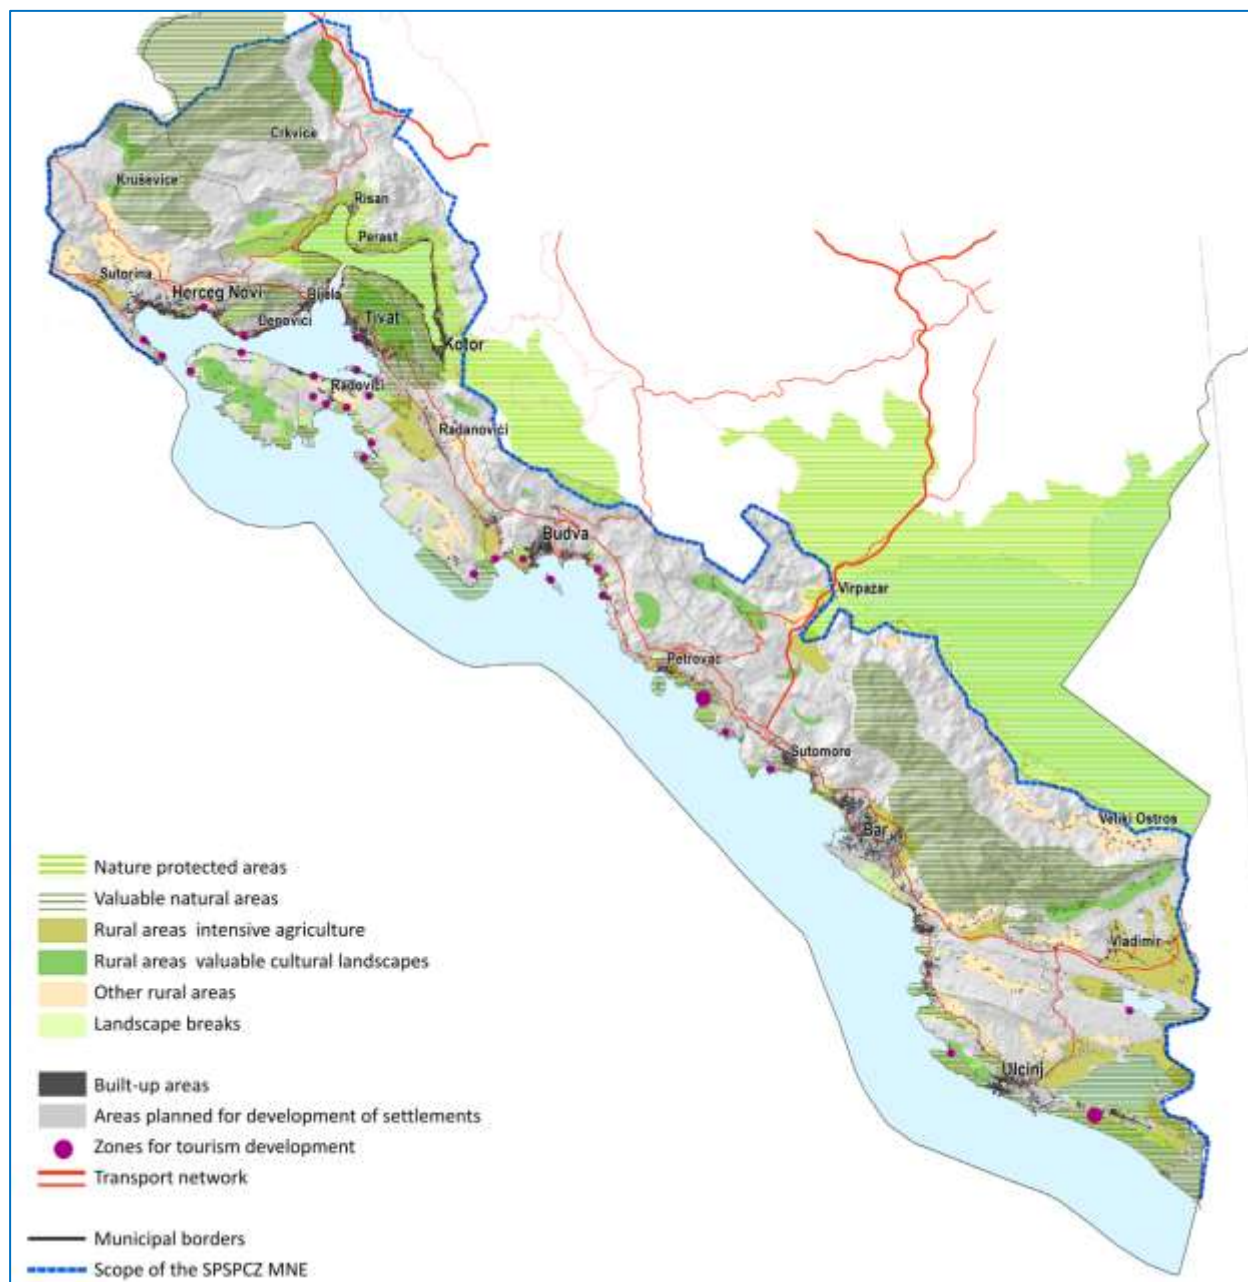 Crkvice
Kruševice
Risan
Perast
Sutorina
Herceg Novi
Bijela
Đenovići
Tivat
Kotor
Radovići
Radanovići
Budva
Virpazar
Petrovac
Sutomore
Bar
Veliki Ostros
Vladimir
Ulcinj
Nature protected areas
Valuable natural areas
Rural areas intensive agriculture
Rural areas valuable cultural landscapes
Other rural areas
Landscape breaks
Built-up areas
Areas planned for development of settlements
Zones for tourism development
Transport network
Municipal borders
Scope of the SPSPCZ MNE